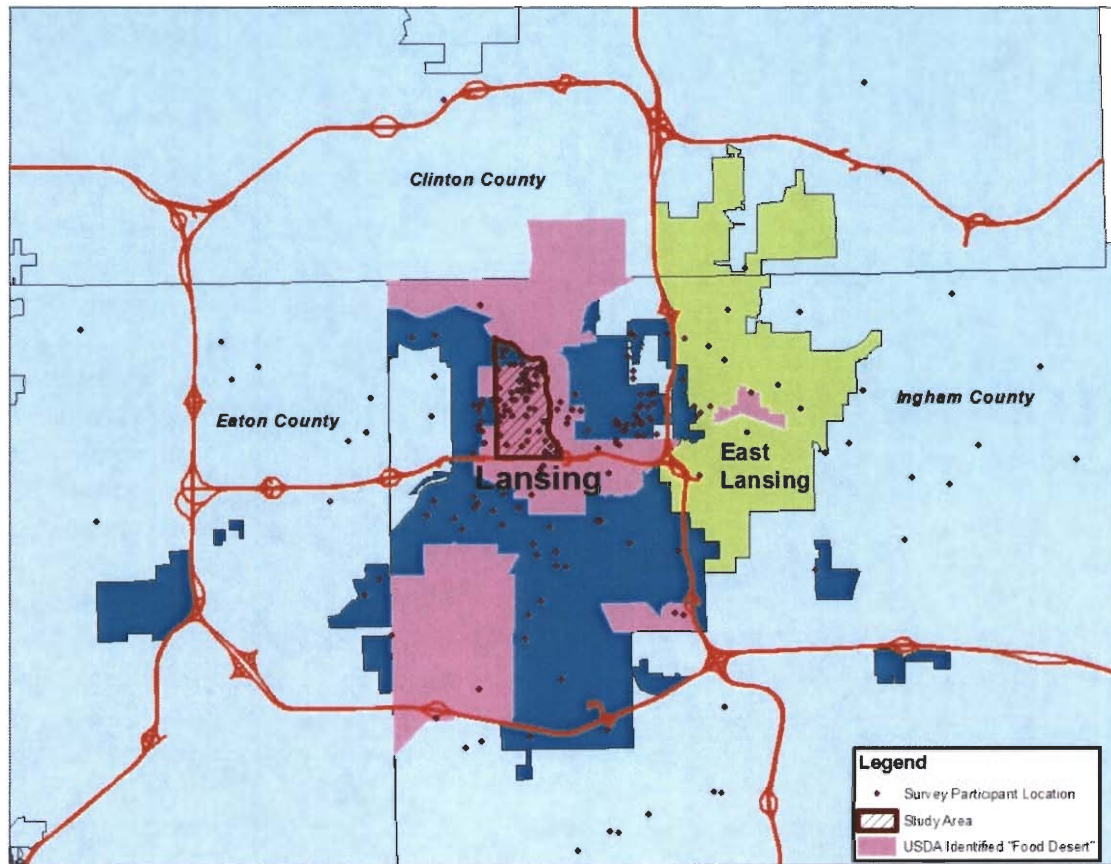 Clinton County
Eaton County
Ingham County
East
Lansing
Lansing
Legend
Survey Participant Location
Study Area
USDA Identified "Food Desert"